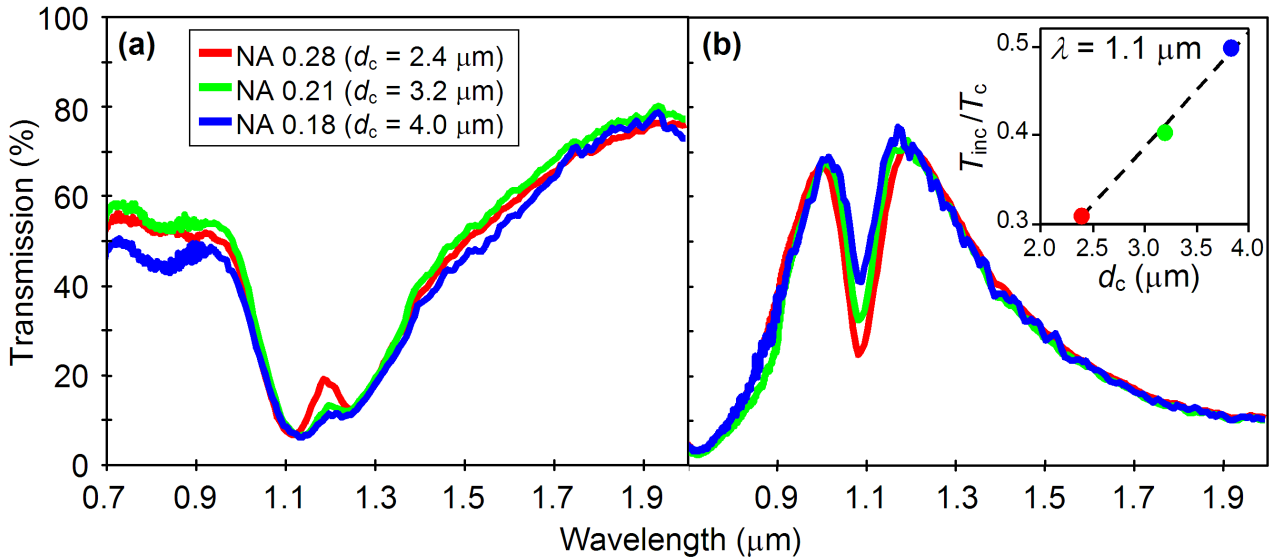 (a)
NA 0.28 (dc = 2.4 μm)
NA 0.21 (dc = 3.2 μm)
NA 0.18 (dc = 4.0 μm)
100
80
60
40
20
0
Transmission (%)
0.7 0.9 1.1 1.3 1.5 1.7 1.9
(b)
λ = 1.1 μm
0.5
0.4
0.3
Tinc/Tc
2.0 2.5 3.0 3.5 4.0
dc (μm)
0.9 1.1 1.3 1.5 1.7 1.9
Wavelength (μm)